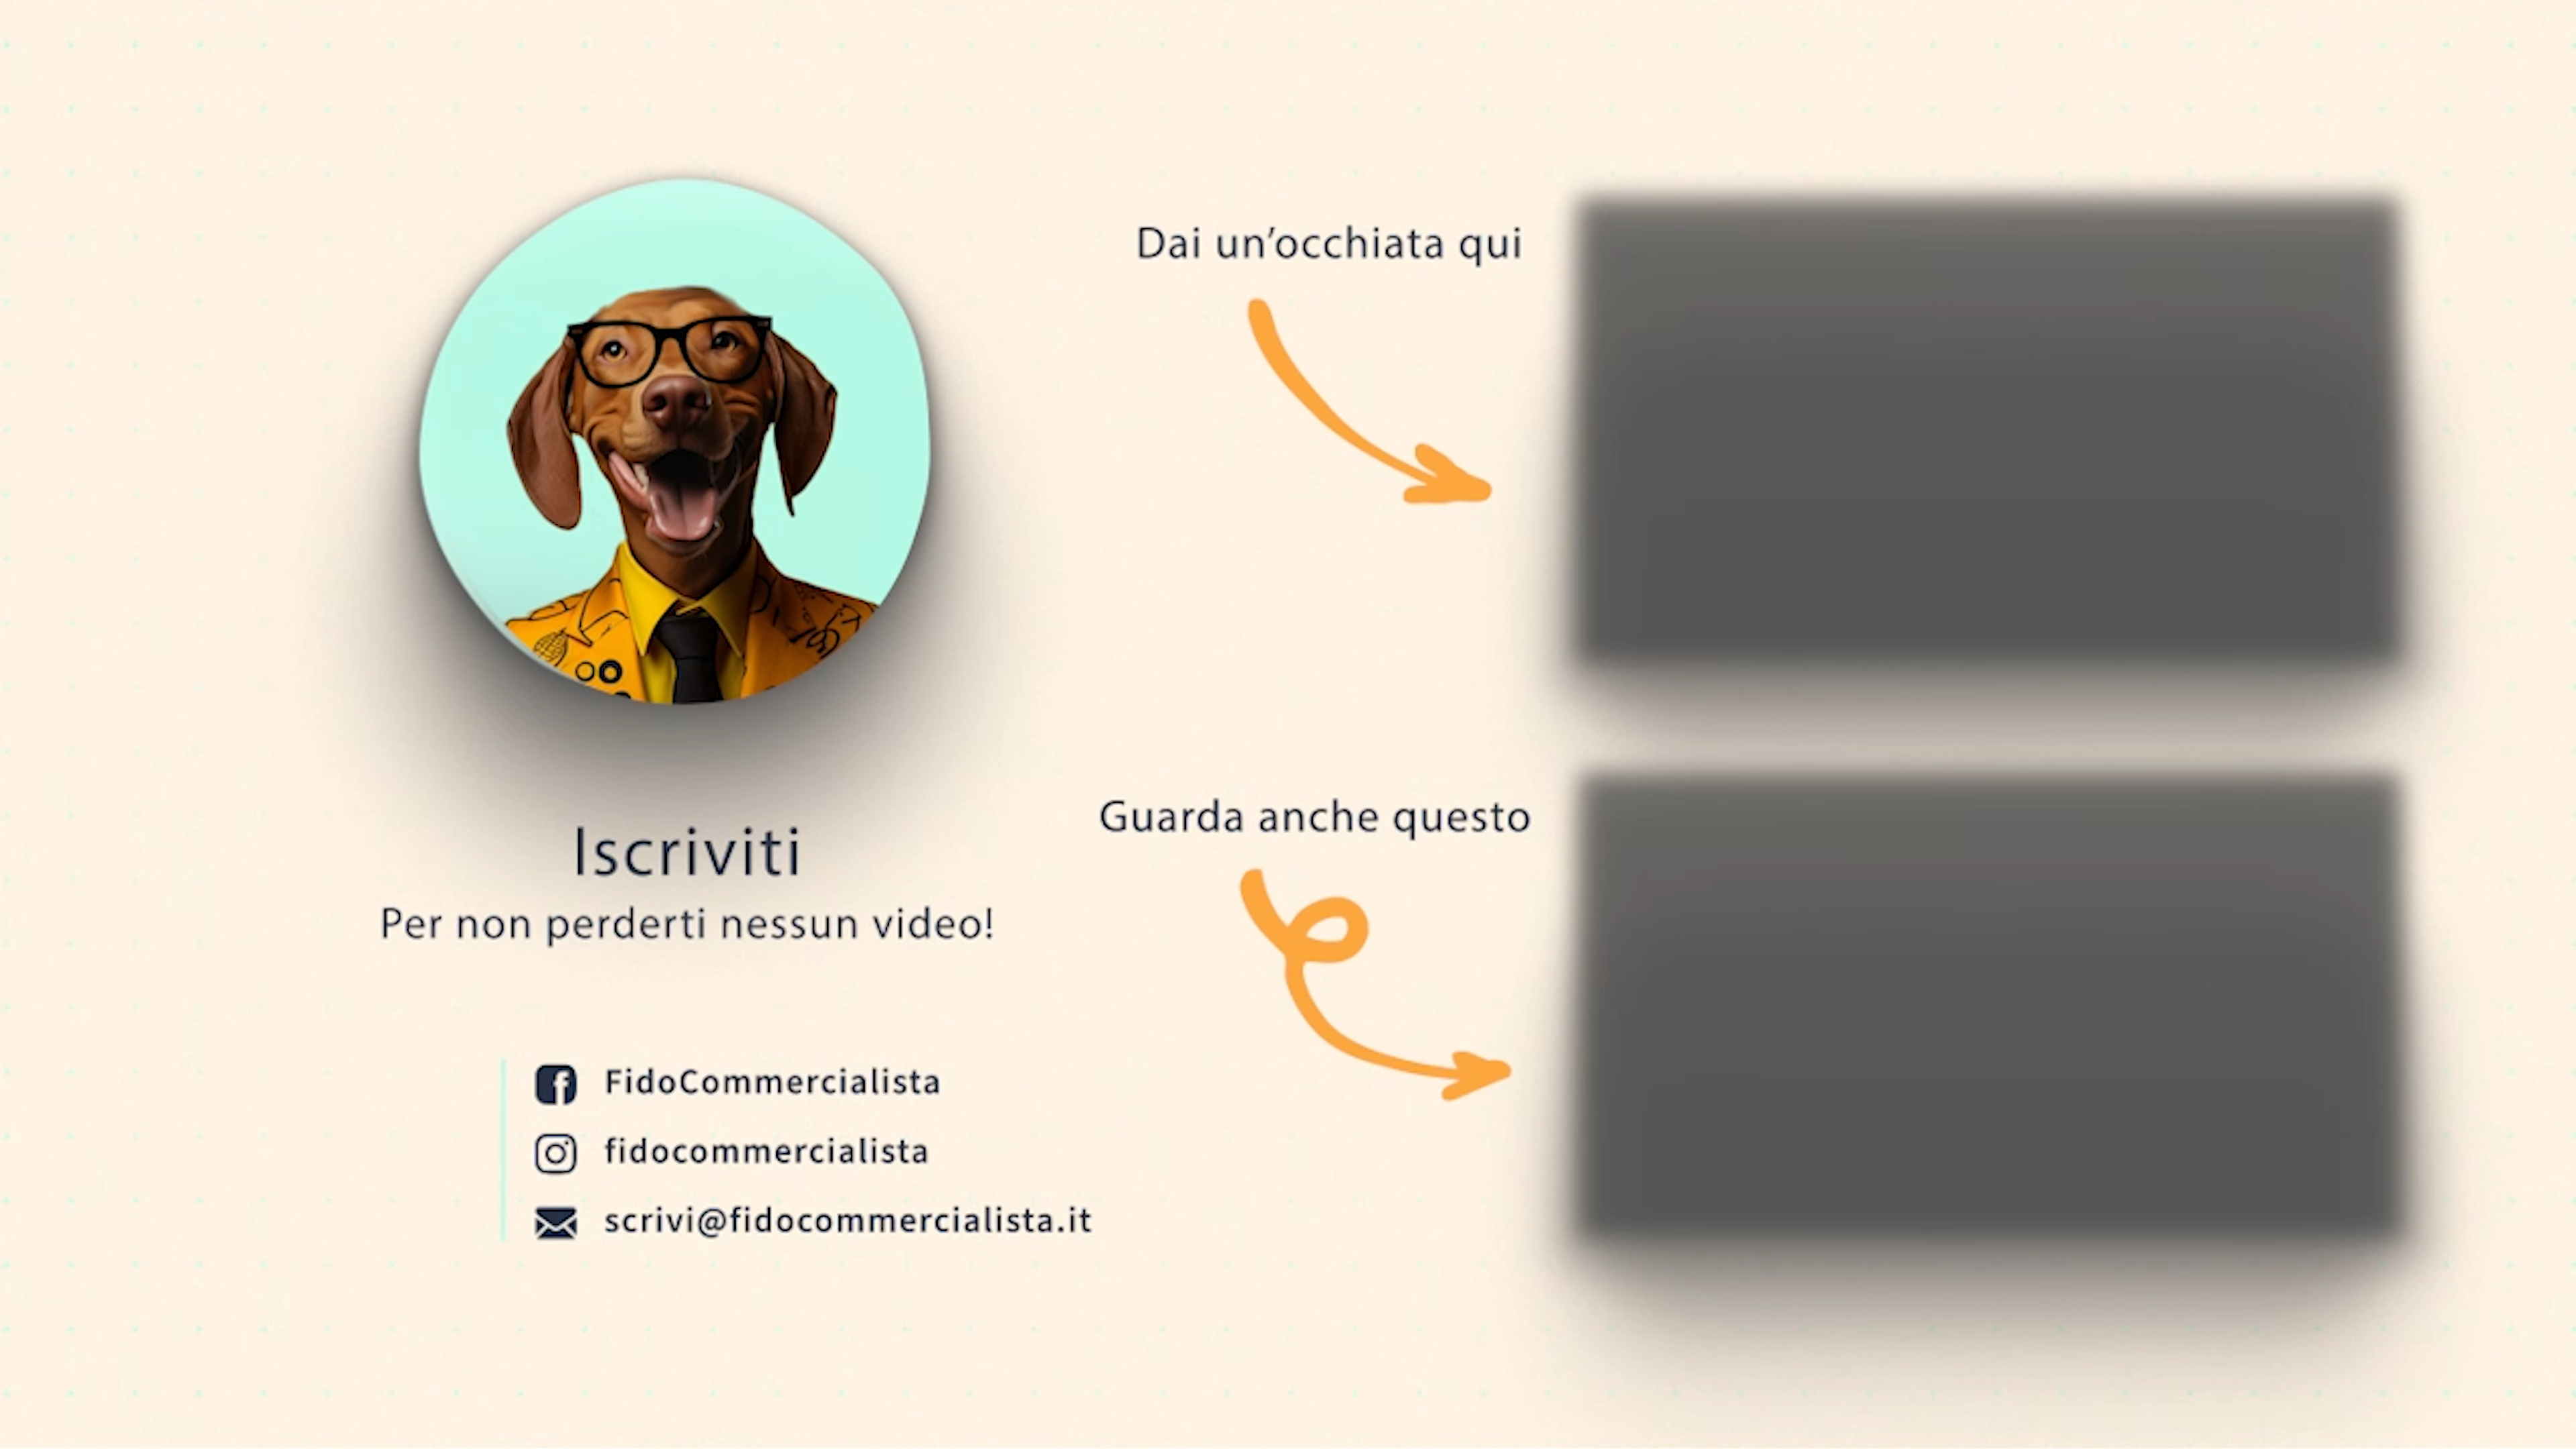 Dai un’occhiata qui
Guarda anche questo
Iscriviti
Per non perderti nessun video!
FidoCommercialista
fidocommercialista
scrivi@fidocommercialista.it